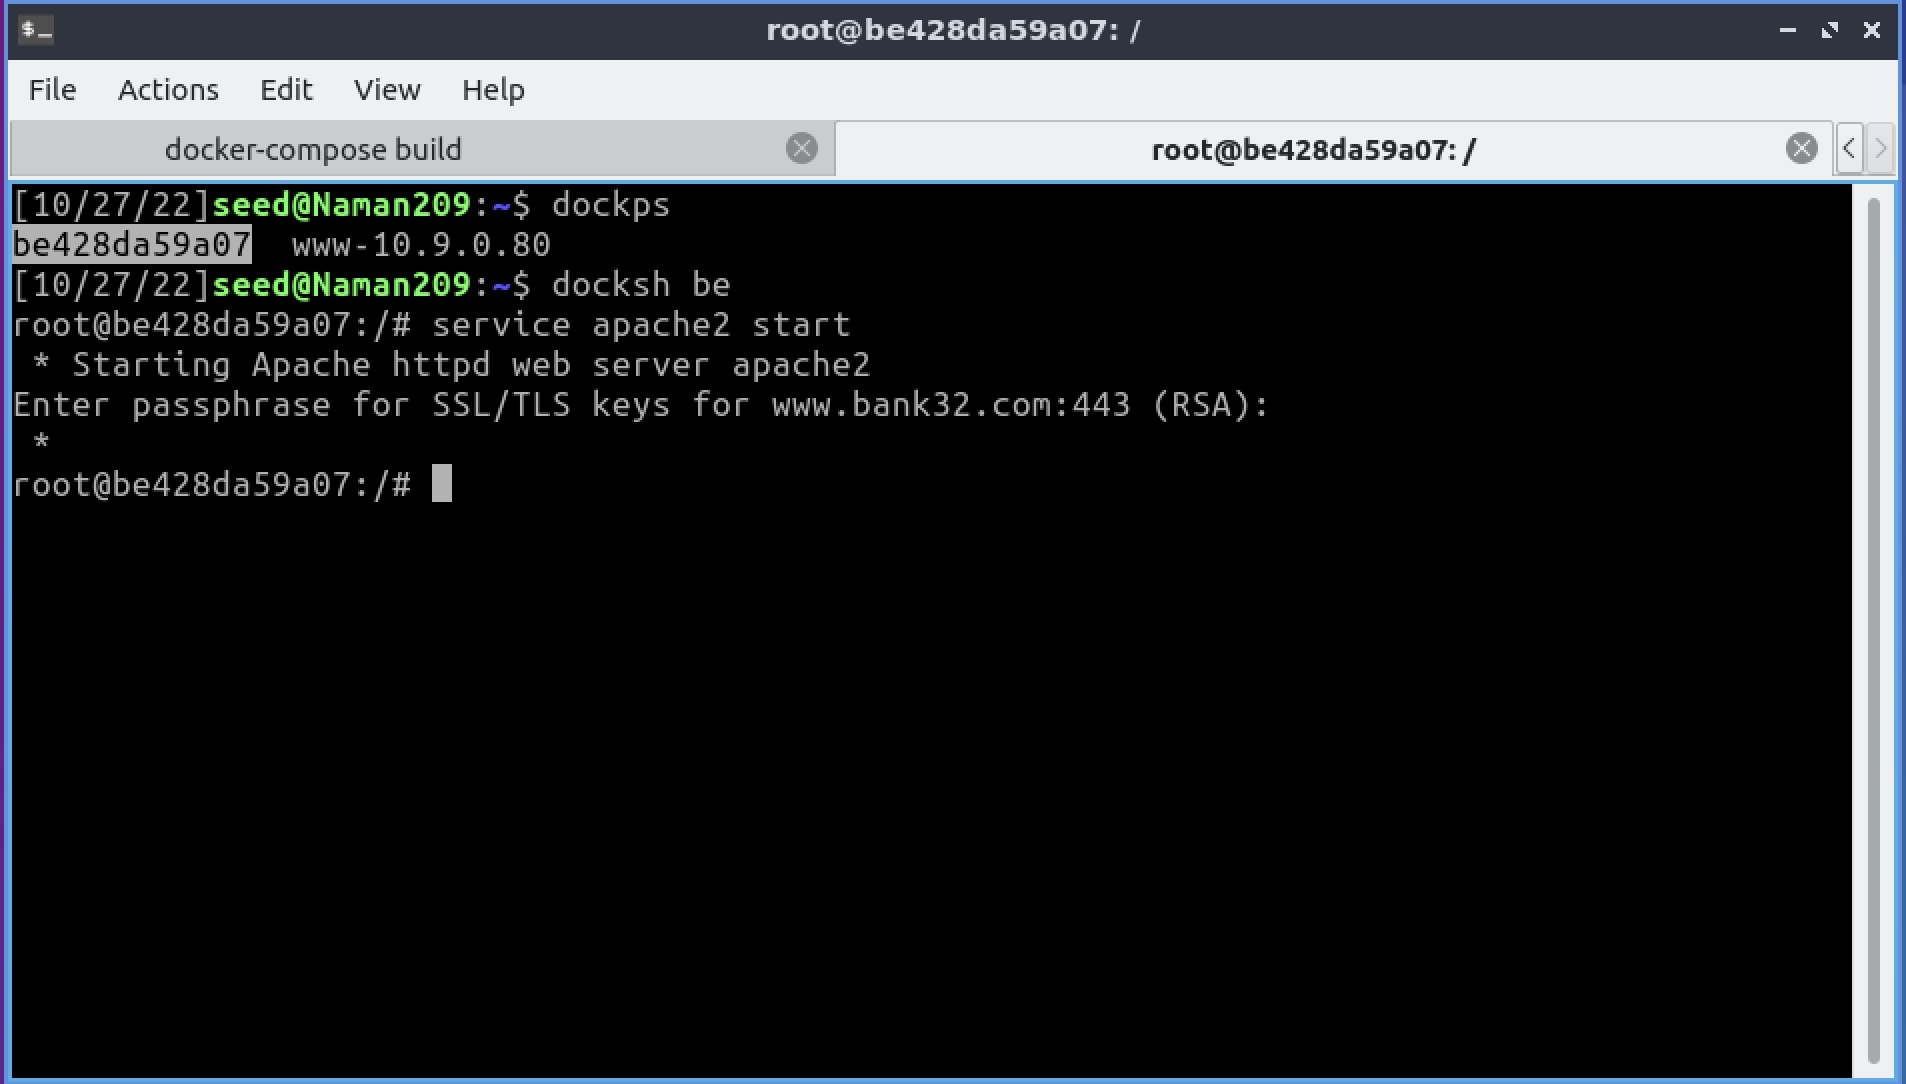 root@be428da59a07: /
File Actions Edit View Help
docker-compose build root@be428da59a07: /
[10/27/22]seed@Naman209:~$ dockps
be428da59a07  www-10.9.0.80
[10/27/22]seed@Naman209:~$ docksh be
root@be428da59a07:/# service apache2 start
 * Starting Apache httpd web server apache2
Enter passphrase for SSL/TLS keys for www.bank32.com:443 (RSA):
 *
root@be428da59a07:/#